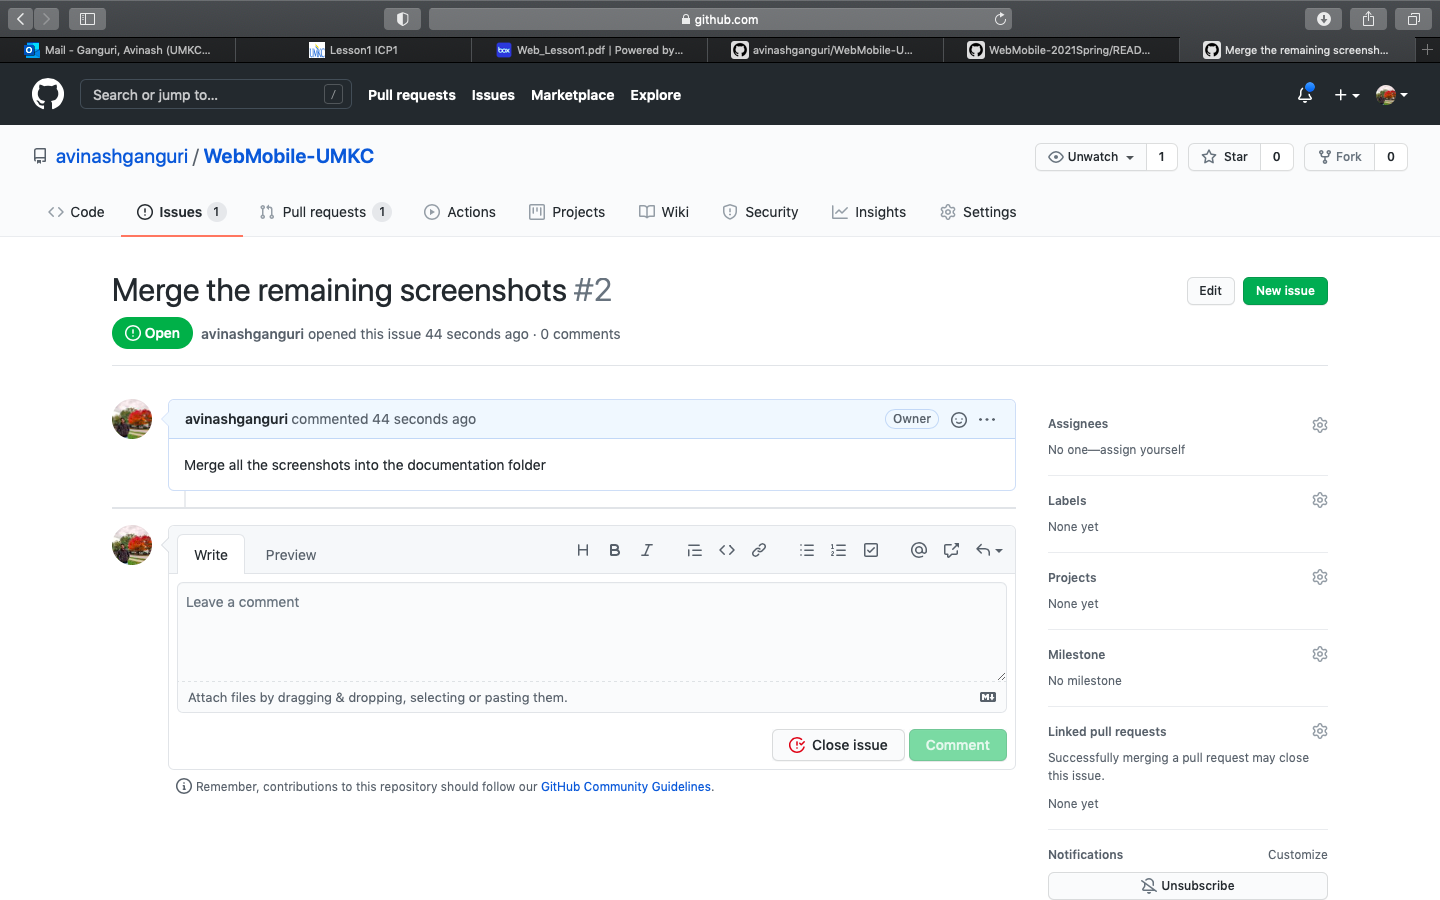 github.com
Mail - Ganguri, Avinash (UMKC...
UMKC
Lesson1 ICP1
box
Web_Lesson1.pdf | Powered by...
avinashganguri/WebMobile-U...
WebMobile-2021Spring/READ...
Merge the remaining screensh...
Search or jump to... /
Pull requests Issues Marketplace Explore
avinashganguri / WebMobile-UMKC
Unwatch 1 Star 0 Fork 0
Code Issues 1 Pull requests 1 Actions Projects Wiki Security Insights Settings
Merge the remaining screenshots #2
Edit New issue
Open avinashganguri opened this issue 44 seconds ago · 0 comments
avinashganguri commented 44 seconds ago Owner
Merge all the screenshots into the documentation folder
Write Preview
H B I
Leave a comment
Attach files by dragging & dropping, selecting or pasting them.
Close issue Comment
Remember, contributions to this repository should follow our GitHub Community Guidelines.
Assignees
No one—assign yourself
Labels
None yet
Projects
None yet
Milestone
No milestone
Linked pull requests
Successfully merging a pull request may close
this issue.
None yet
Notifications Customize
Unsubscribe